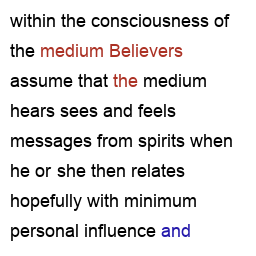 within the consciousness of
the medium Believers
assume that the medium
hears sees and feels
messages from spirits when
he or she then relates
hopefully with minimum
personal influence and